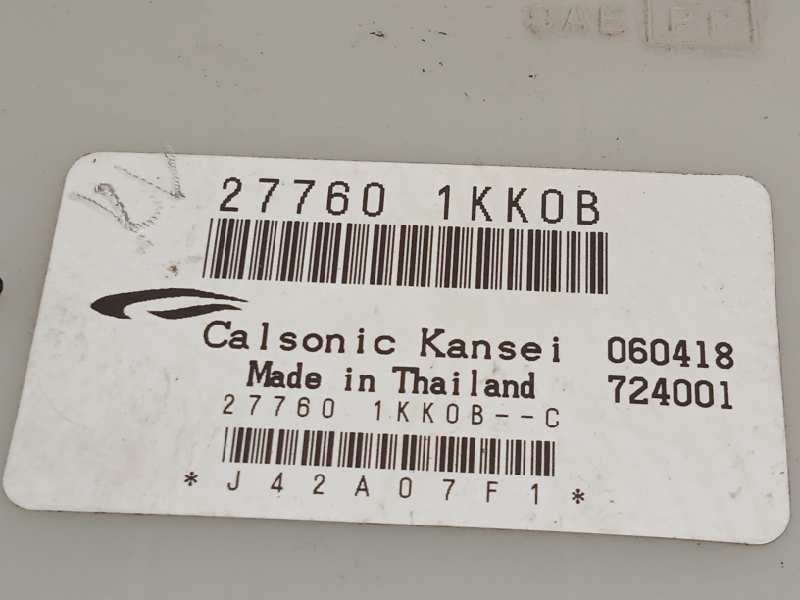 27760 1KK0B
Calsonic Kansei 060418
Made in Thailand 724001
27760 1KK0B--C
*J42A07F1*